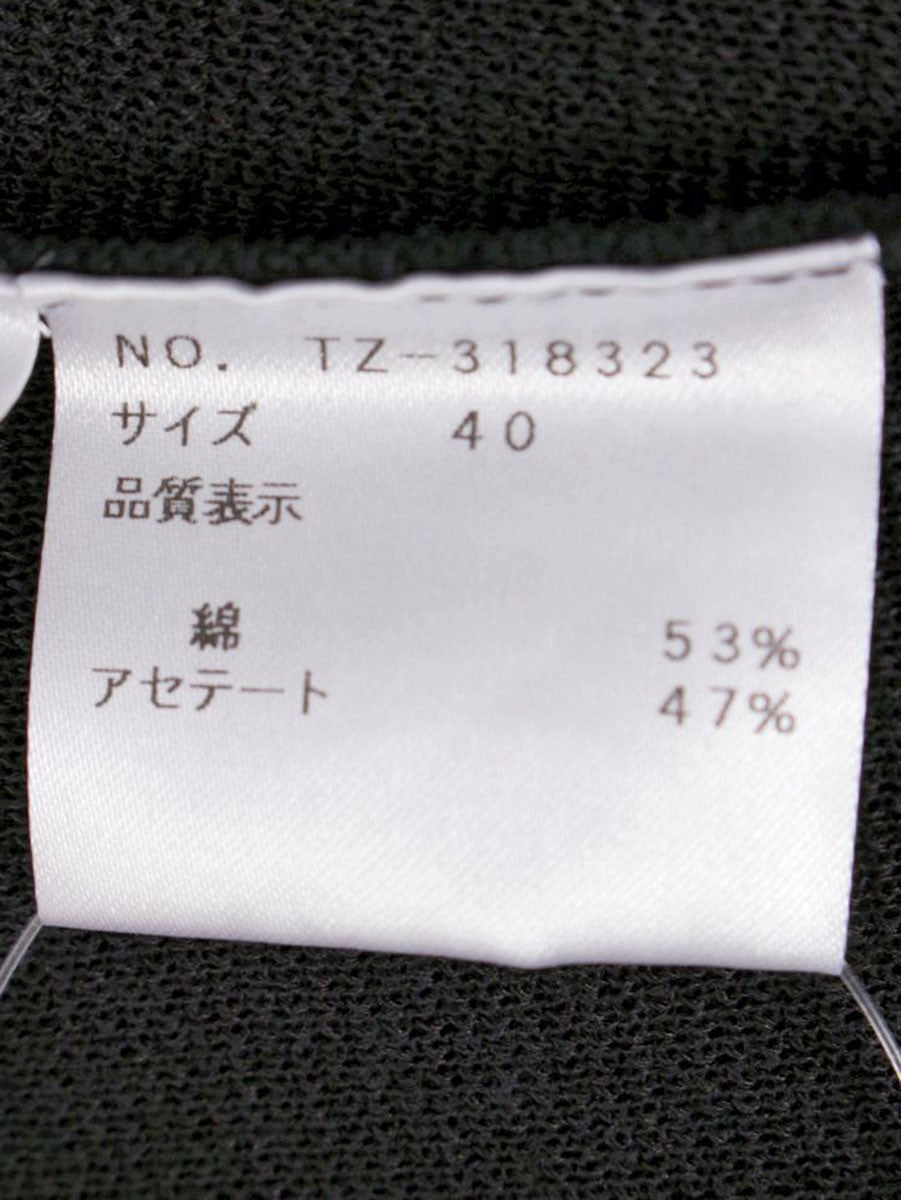 NO. TZ-318323
サイズ 40
品質表示
綿 53%
アセテート 47%